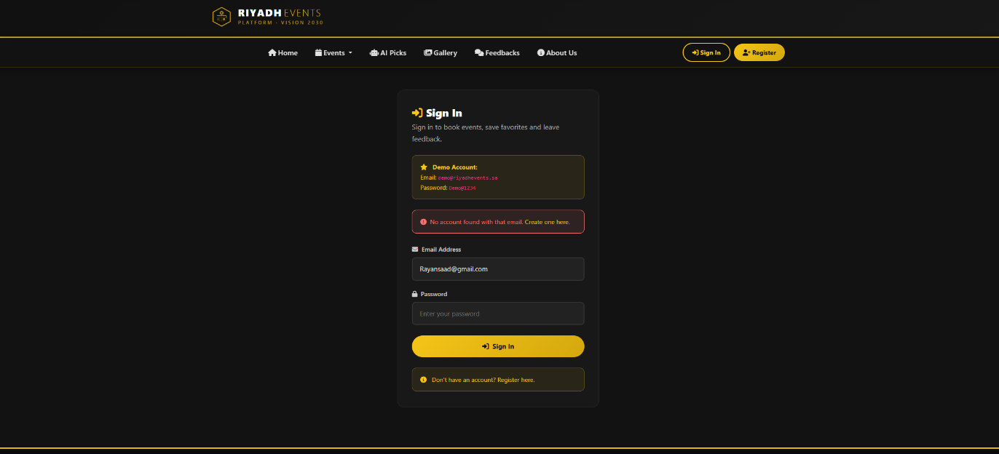 RIYADH EVENTS
PLATFORM - VISION 2030
Home Events AI Picks Gallery Feedbacks About Us Sign In Register
Sign In
Sign in to book events, save favorites and leave
feedback.
Demo Account:
Email: demo@riyadhevents.sa
Password: Demo@1234
No account found with that email. Create one here.
Email Address
Rayansaad@gmail.com
Password
Enter your password
Sign In
Don't have an account? Register here.